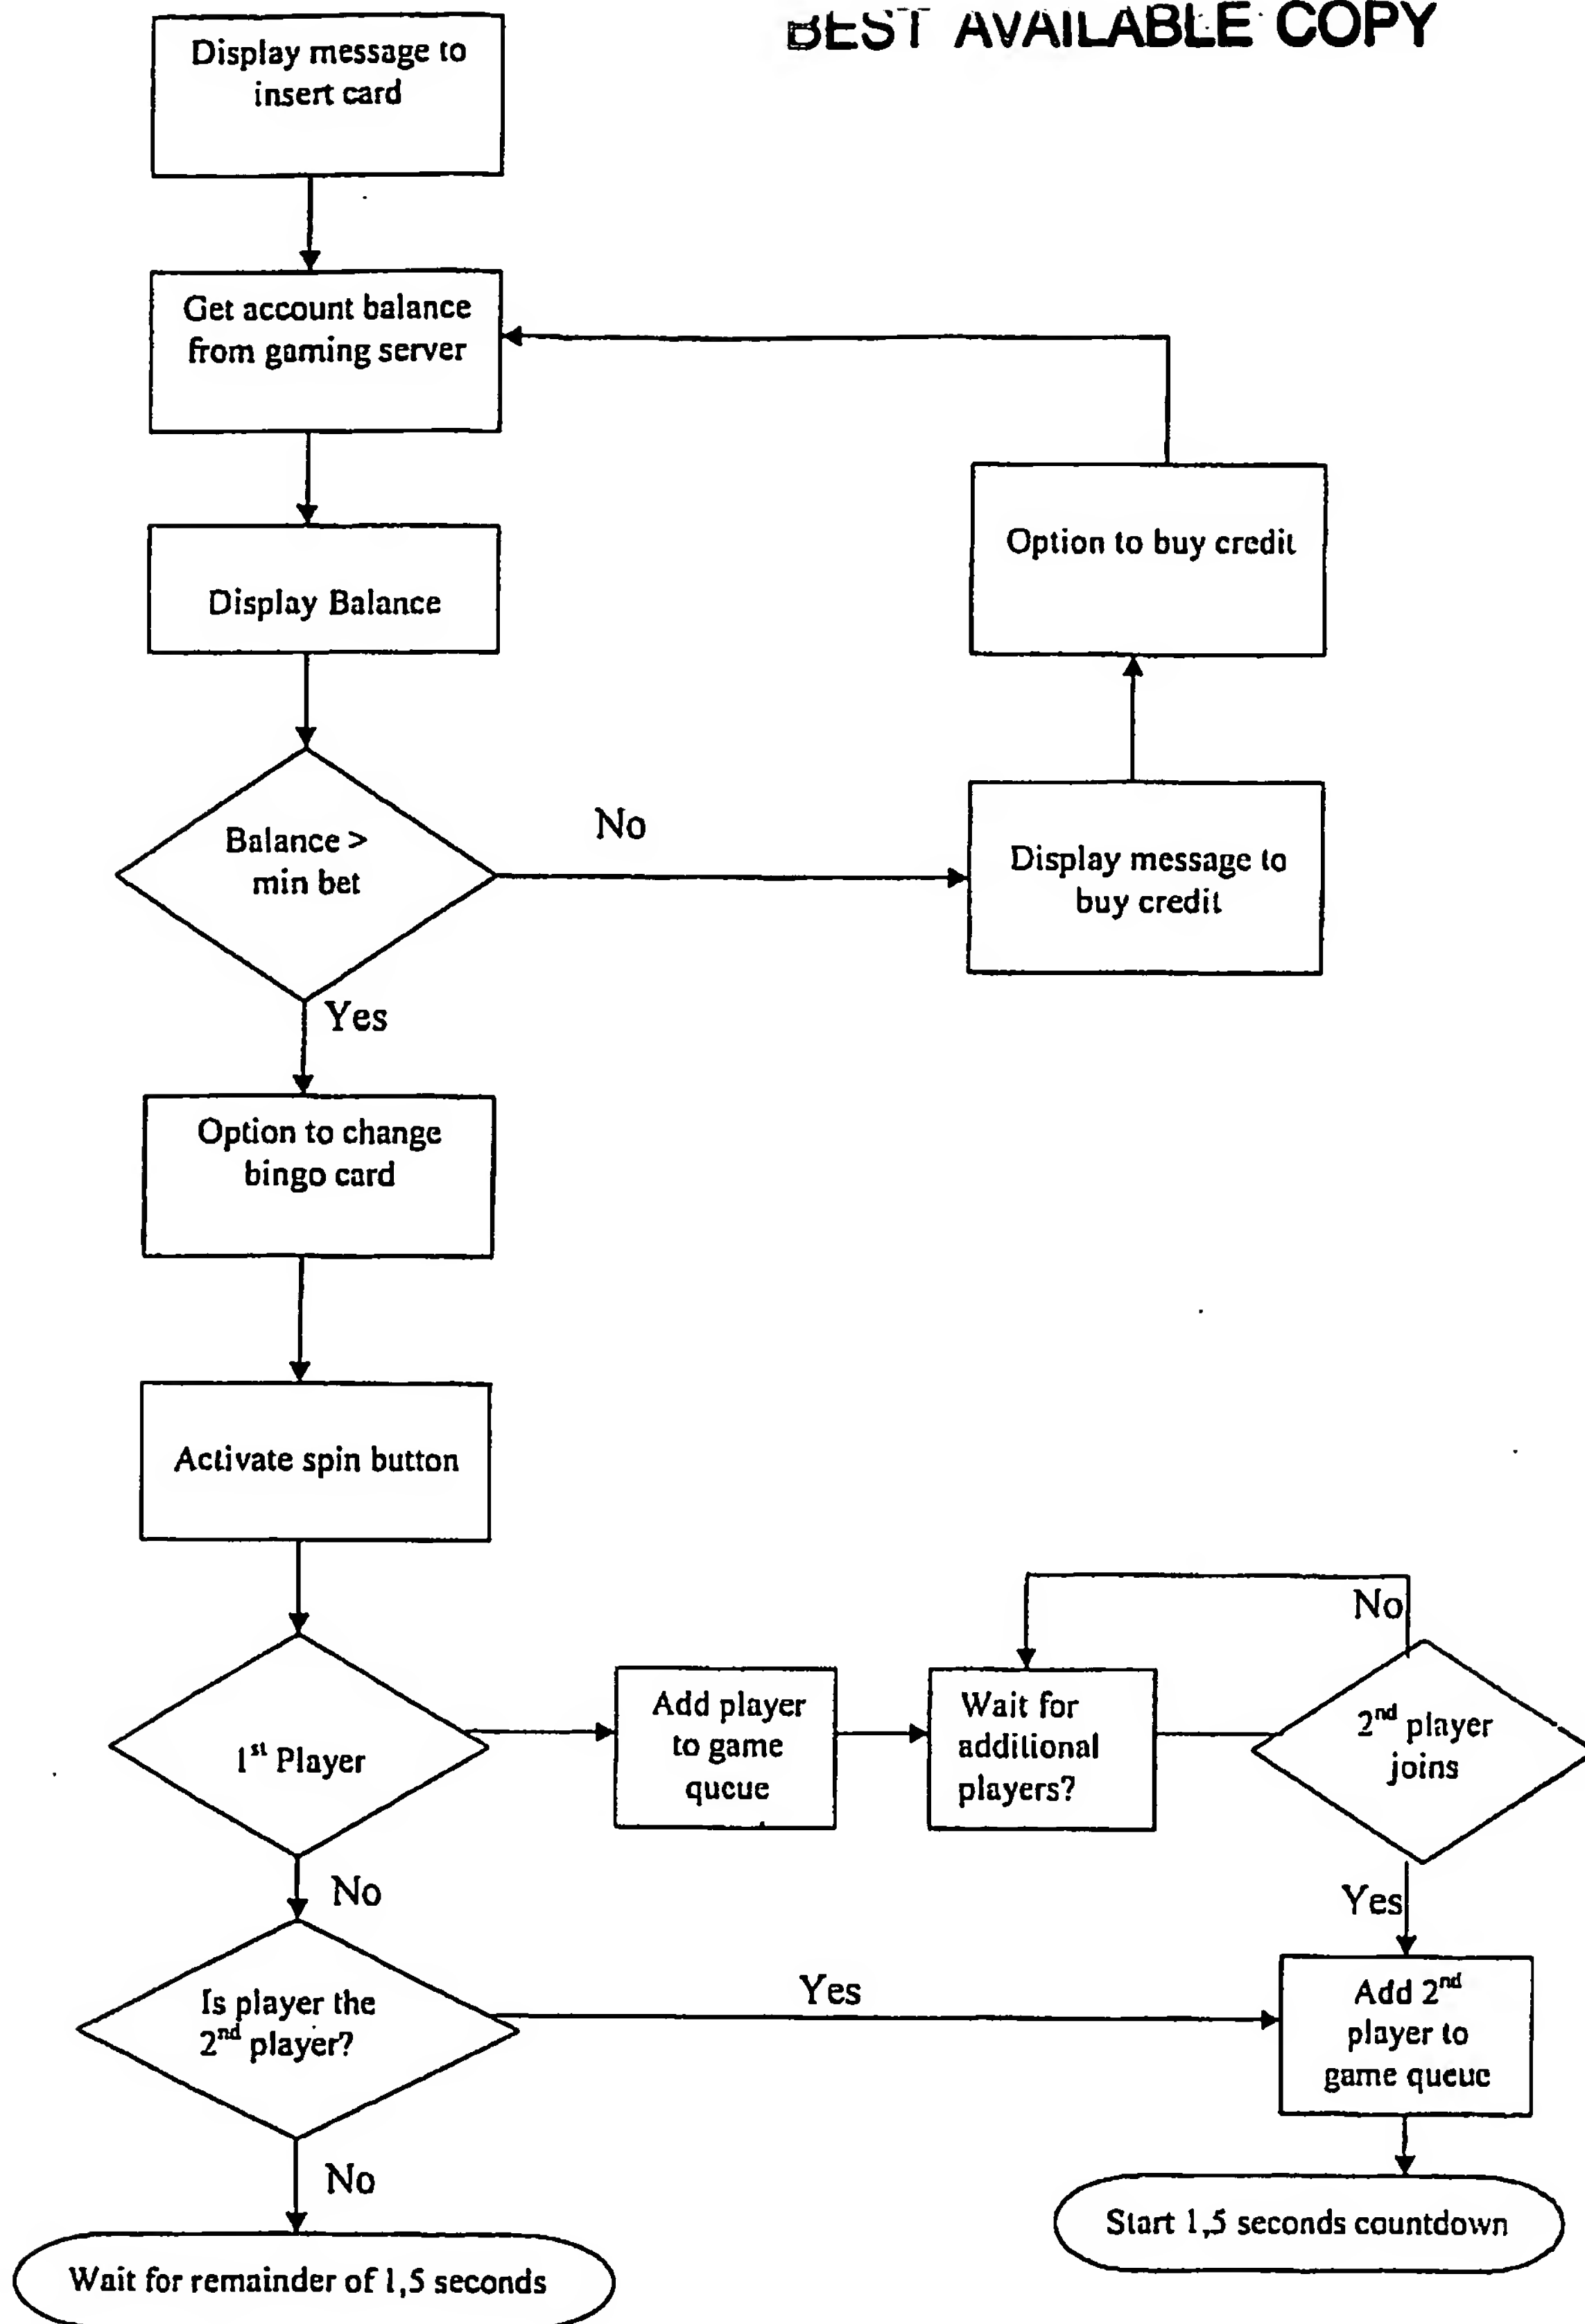 BEST AVAILABLE COPY
Display message to
insert card
Get account balance
from gaming server
Option to buy credit
Display Balance
No
Balance >
min bet
Display message to
buy credit
Yes
Option to change
bingo card
Activate spin button
No
1st Player
Add player
to game
queue
Wait for
additional
players?
2nd player
joins
No
Yes
Is player the
2nd player?
Yes
Add 2nd
player to
game queue
No
Start 1,5 seconds countdown
Wait for remainder of 1,5 seconds